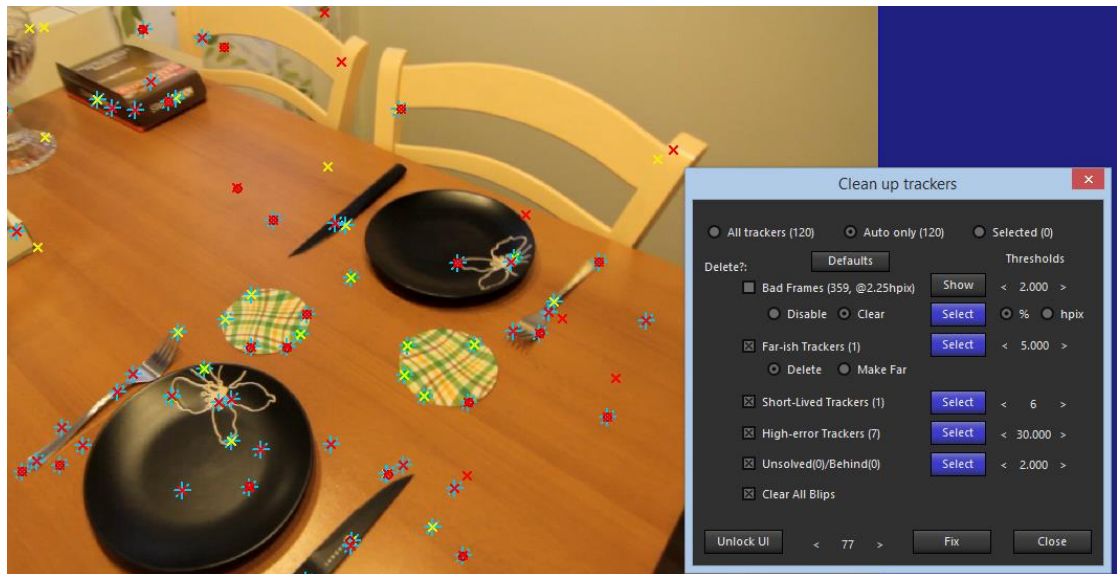 Clean up trackers
All trackers (120) Auto only (120) Selected (0)
Delete?: Defaults Thresholds
Bad Frames (359, @2.25hpix) Show < 2.000 >
Disable Clear Select % hpix
Far-ish Trackers (1) Select < 5.000 >
Delete Make Far
Short-Lived Trackers (1) Select < 6 >
High-error Trackers (7) Select < 30.000 >
Unsolved(0)/Behind(0) Select < 2.000 >
Clear All Blips
Unlock UI < 77 > Fix Close